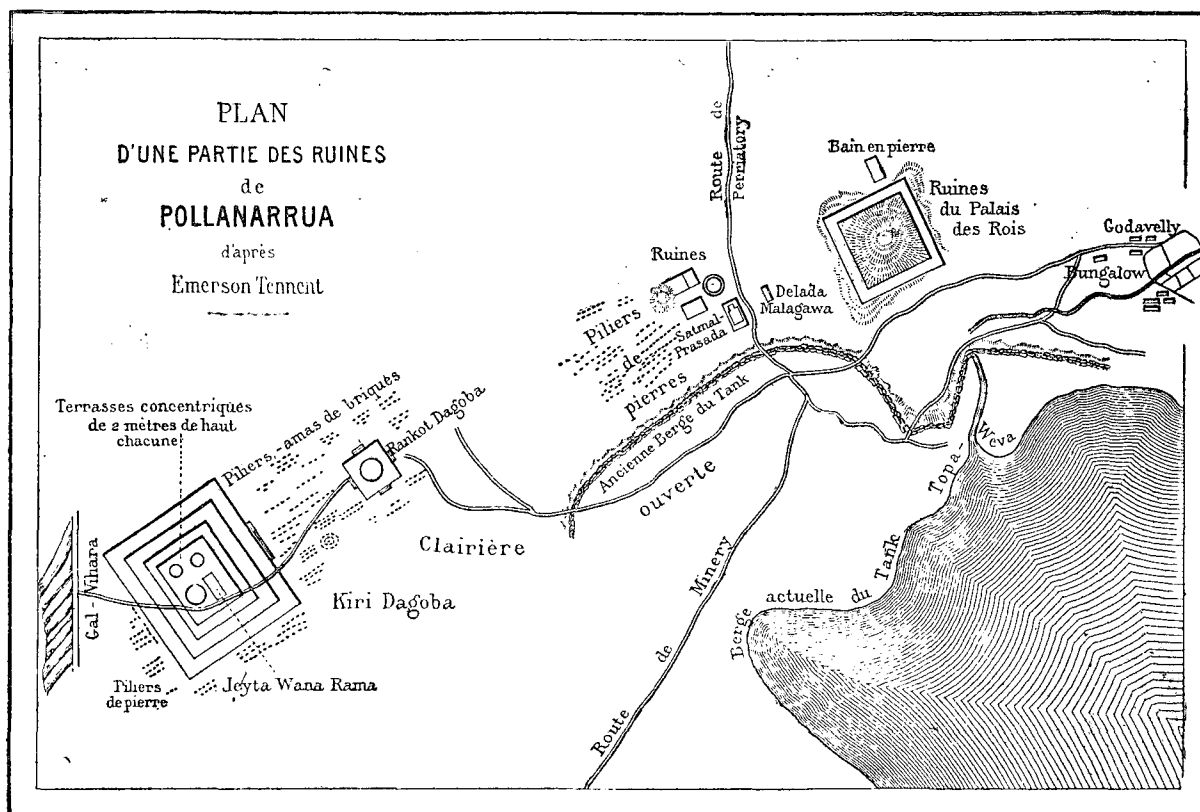 PLAN
D'UNE PARTIE DES RUINES
de
POLLANARRUA
d'après
Emerson Tennent
Route de
Permatory
Bain en pierre
Ruines
du Palais
des Rois
Godavelly
Bungalow
Ruines
Delada
Malagawa
Satmal-
Prasada
Piliers
de
pierres
Ancienne Berge du Tank
Terrasses concentriques
de 2 mètres de haut
chacune
Piliers, amas de briques
Rankot Dagoba
Clairière ouverte
Topa-Wéva
Gal-Vihara
Kiri Dagoba
Berge actuelle du Tank
Piliers
de pierre
Jeyta Wana Rama
Route de Minery